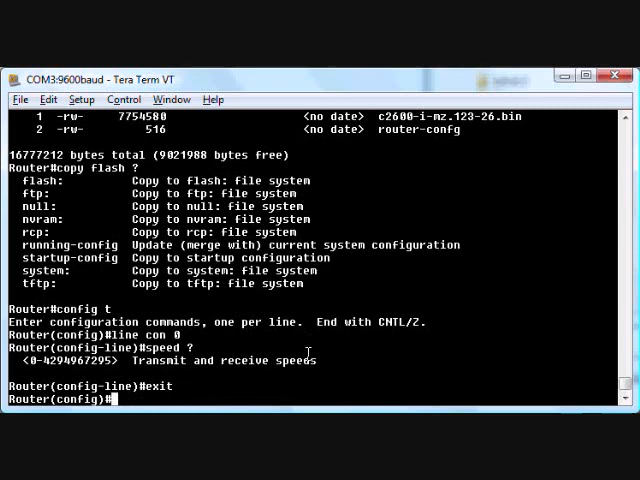 COM3:9600baud - Tera Term VT
File Edit Setup Control Window Help
1 -rw- 7754580 <no date> c2600-i-mz.123-26.bin
2 -rw- 516 <no date> router-confg
16777212 bytes total (9021988 bytes free)
Router#copy flash ?
flash: Copy to flash: file system
ftp: Copy to ftp: file system
null: Copy to null: file system
nvram: Copy to nvram: file system
rcp: Copy to rcp: file system
running-config Update (merge with) current system configuration
startup-config Copy to startup configuration
system: Copy to system: file system
tftp: Copy to tftp: file system
Router#config t
Enter configuration commands, one per line. End with CNTL/Z.
Router(config)#line con 0
Router(config-line)#speed ?
<0-4294967295> Transmit and receive speeds
Router(config-line)#exit
Router(config)#